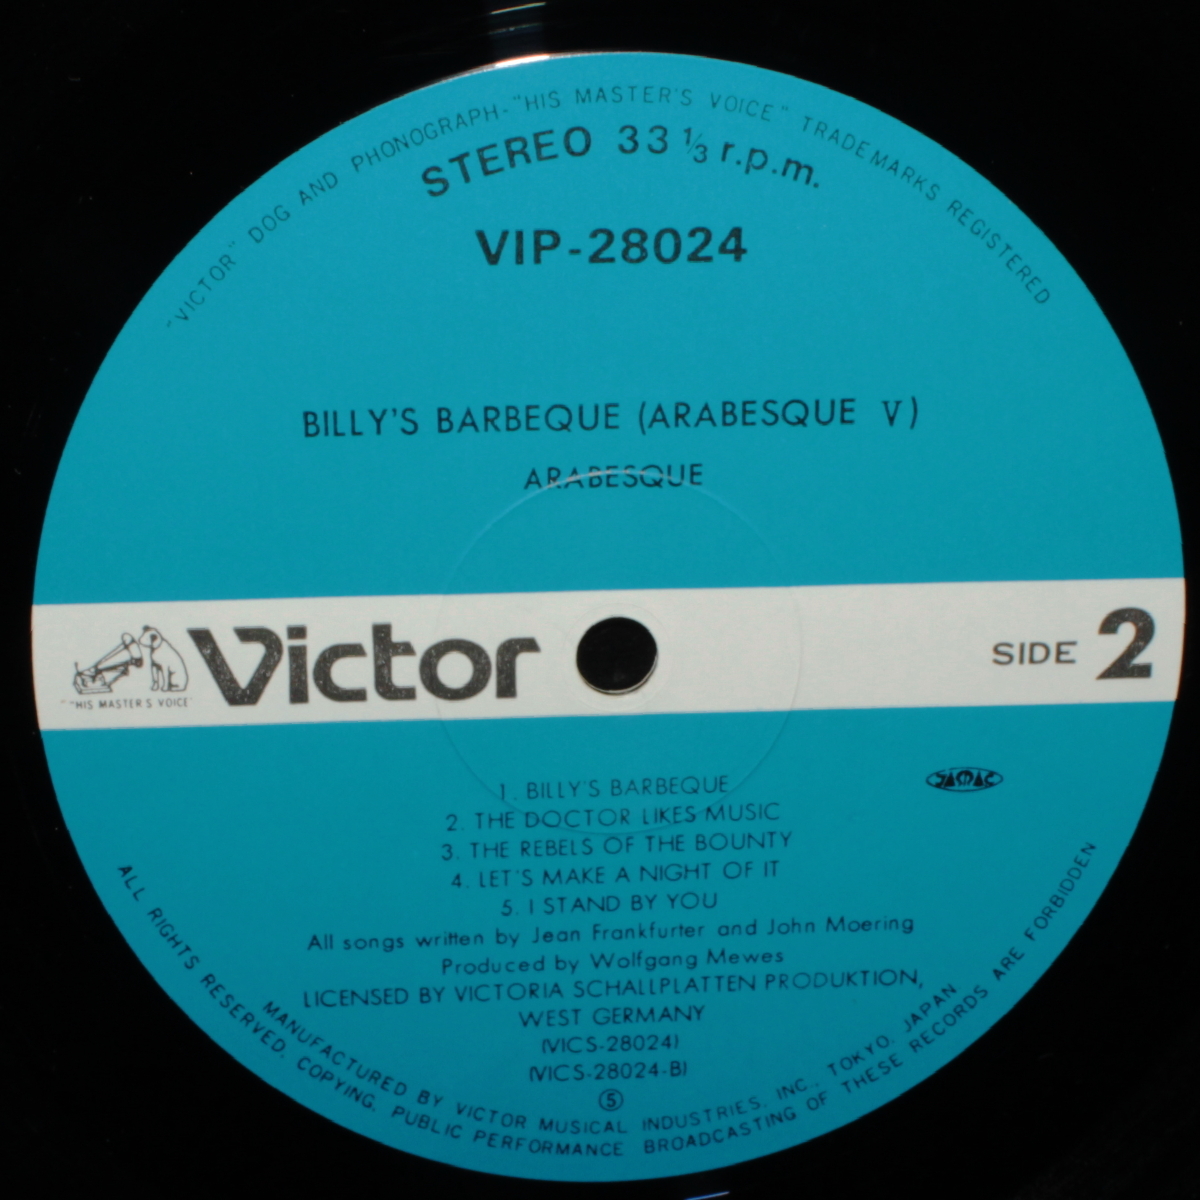 "VICTOR" DOG AND PHONOGRAPH-"HIS MASTER'S VOICE" TRADEMARKS REGISTERED
STEREO 33 1/3 r.p.m.
VIP-28024
BILLY'S BARBEQUE (ARABESQUE V)
ARABESQUE
"HIS MASTER'S VOICE"
Victor
SIDE 2
JAMAC
1. BILLY'S BARBEQUE
2. THE DOCTOR LIKES MUSIC
3. THE REBELS OF THE BOUNTY
4. LET'S MAKE A NIGHT OF IT
5. I STAND BY YOU
All songs written by Jean Frankfurter and John Moering
Produced by Wolfgang Mewes
LICENSED BY VICTORIA SCHALLPLATTEN PRODUKTION,
WEST GERMANY
(VICS-28024)
(VICS-28024-B)
Ⓢ
MANUFACTURED BY VICTOR MUSICAL INDUSTRIES, INC., TOKYO, JAPAN
ALL RIGHTS RESERVED. COPYING, PUBLIC PERFORMANCE BROADCASTING OF THESE RECORDS ARE FORBIDDEN